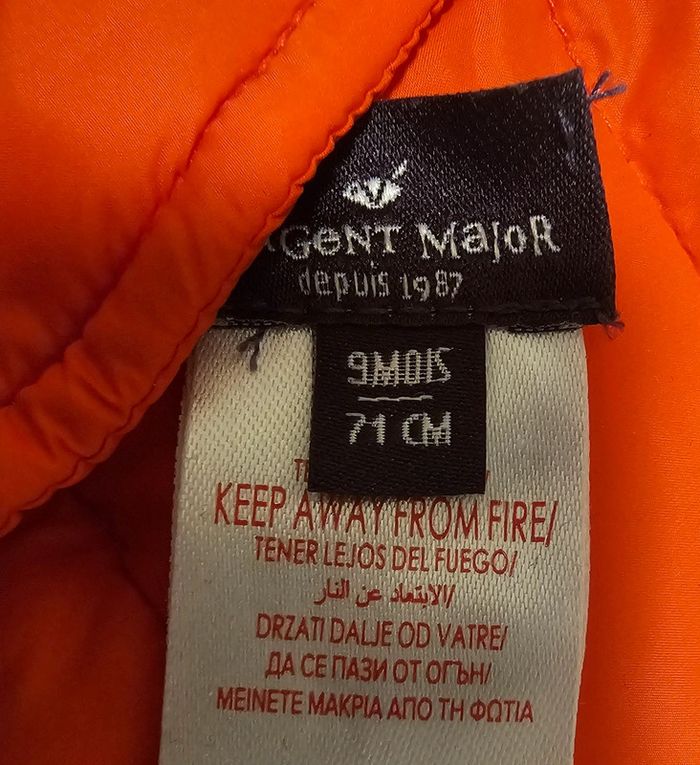 GENT MAJOR
depuis 1987
9MOIS
71 CM
KEEP AWAY FROM FIRE/
TENER LEJOS DEL FUEGO/
الابتعاد عن النار/
DRZATI DALJE OD VATRE/
ДА СЕ ПАЗИ ОТ ОГЪН/
ΜΕΙΝΕΤΕ ΜΑΚΡΙΑ ΑΠΟ ΤΗ ΦΩΤΙΑ